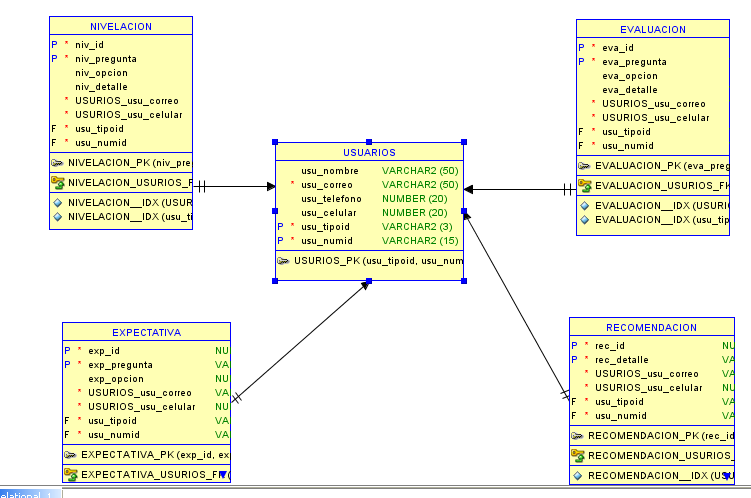 NIVELACION
P * niv_id
P * niv_pregunta
niv_opcion
niv_detalle
* USURIOS_usu_correo
* USURIOS_usu_celular
F * usu_tipoid
F * usu_numid
NIVELACION_PK (niv_pre
NIVELACION_USURIOS_F
NIVELACION__IDX (USUR
NIVELACION__IDX (usu_ti
EVALUACION
P * eva_id
P * eva_pregunta
eva_opcion
eva_detalle
* USURIOS_usu_correo
* USURIOS_usu_celular
F * usu_tipoid
F * usu_numid
EVALUACION_PK (eva_preg
EVALUACION_USURIOS_FK
EVALUACION__IDX (USURI
EVALUACION__IDX (usu_tip
USUARIOS
usu_nombre VARCHAR2 (50)
* usu_correo VARCHAR2 (50)
usu_telefono NUMBER (20)
usu_celular NUMBER (20)
P * usu_tipoid VARCHAR2 (3)
P * usu_numid VARCHAR2 (15)
USURIOS_PK (usu_tipoid, usu_num
EXPECTATIVA
P * exp_id NU
P * exp_pregunta VA
exp_opcion NU
* USURIOS_usu_correo VA
* USURIOS_usu_celular NU
F * usu_tipoid VA
F * usu_numid VA
EXPECTATIVA_PK (exp_id, ex
EXPECTATIVA_USURIOS_F
RECOMENDACION
P * rec_id NU
P * rec_detalle VA
* USURIOS_usu_correo VA
* USURIOS_usu_celular NU
F * usu_tipoid VA
F * usu_numid VA
RECOMENDACION_PK (rec_id
RECOMENDACION_USURIOS_
RECOMENDACION__IDX (USU
elational_1